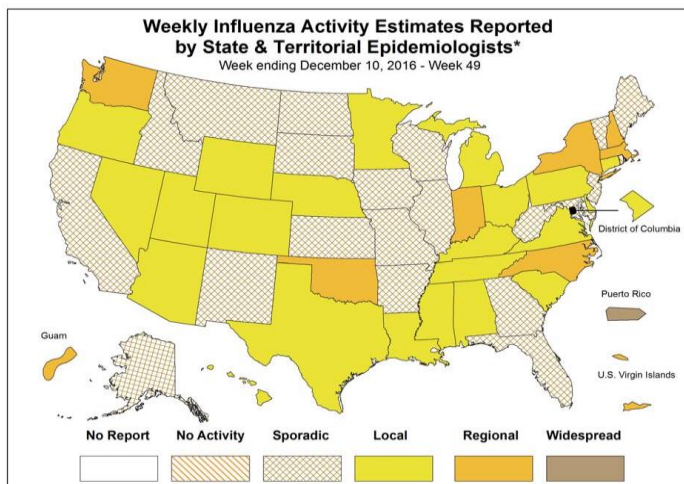 Weekly Influenza Activity Estimates Reported
by State & Territorial Epidemiologists*
Week ending December 10, 2016 - Week 49
District of Columbia
Puerto Rico
Guam
U.S. Virgin Islands
No Report No Activity Sporadic Local Regional Widespread